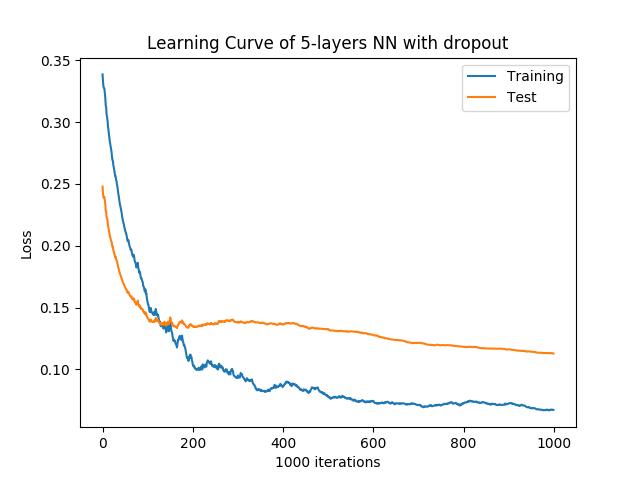 Learning Curve of 5-layers NN with dropout
0.35
0.30
0.25
0.20
0.15
0.10
Loss
Training
Test
0
200
400
600
800
1000
1000 iterations